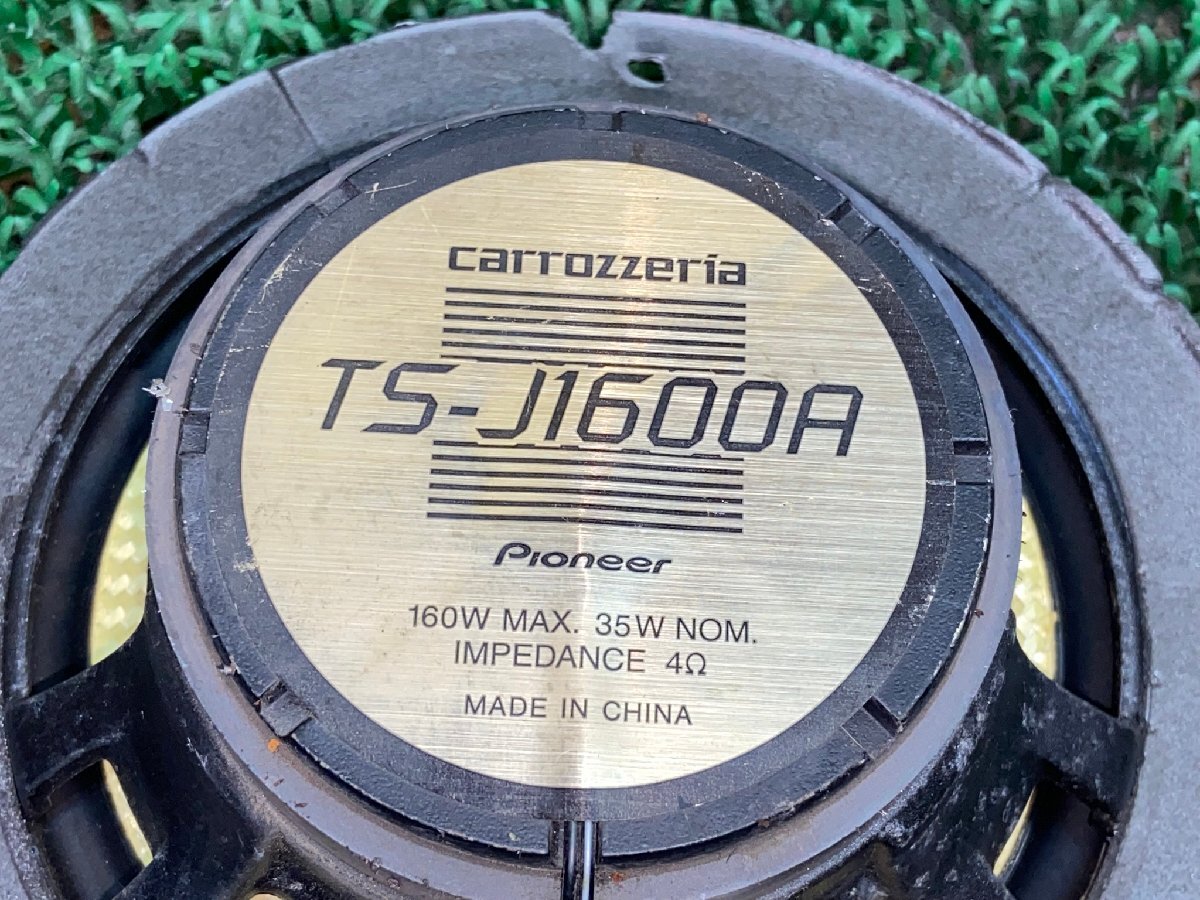 carrozzeria
TS-J1600A
Pioneer
160W MAX. 35W NOM.
IMPEDANCE 4Ω
MADE IN CHINA